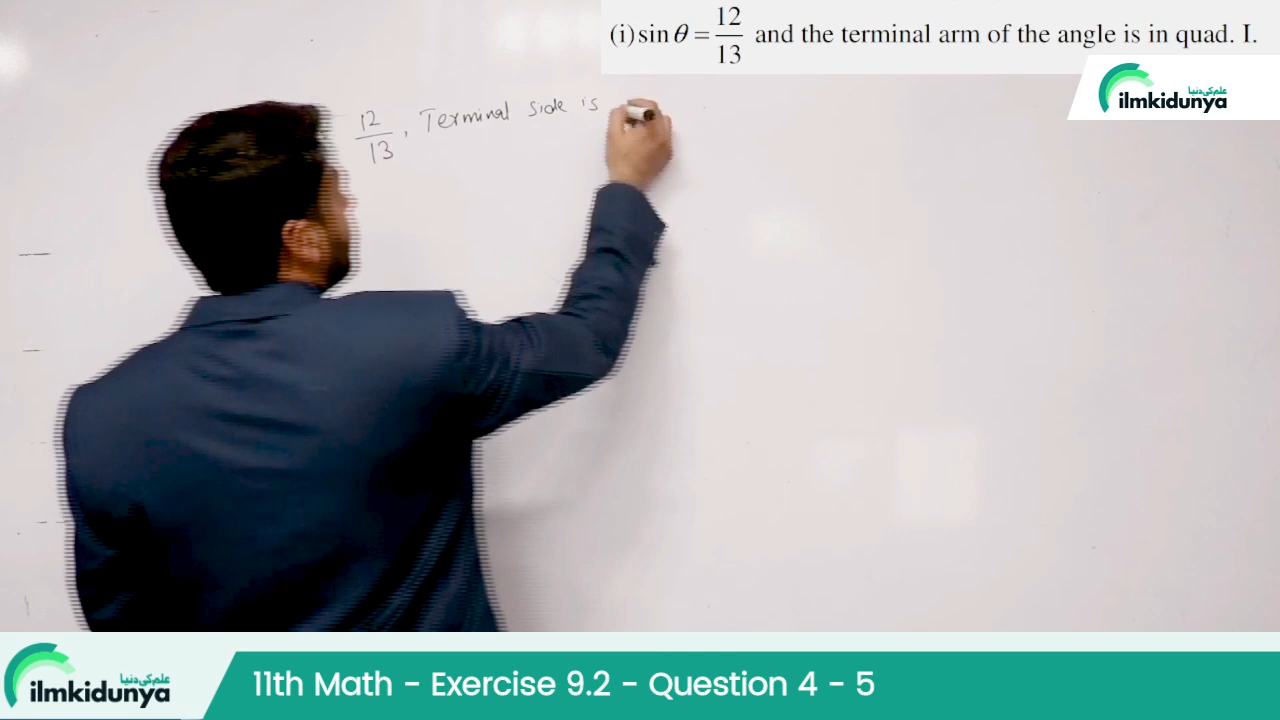 (i) sin θ = 12/13 and the terminal arm of the angle is in quad. I.
علم کی دنیا
ilmkidunya
12/13 , Terminal side is
علم کی دنیا
ilmkidunya
11th Math - Exercise 9.2 - Question 4 - 5